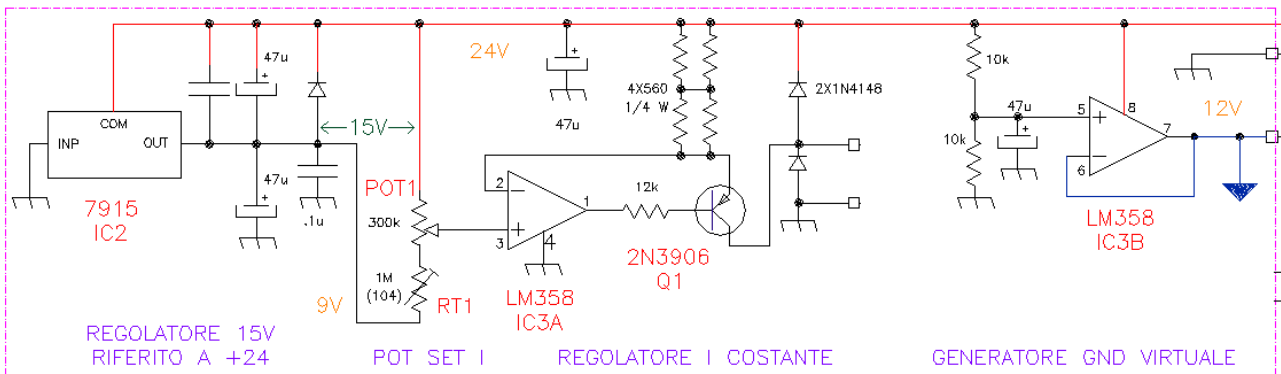 47u
COM
INP
OUT
7915
IC2
47u
.1u
15V
24V
47u
4X560
1/4 W
2X1N4148
POT1
300k
1M
(104)
RT1
9V
2
3
1
4
12k
LM358
IC3A
2N3906
Q1
10k
10k
47u
5
6
8
7
12V
LM358
IC3B
REGOLATORE 15V
RIFERITO A +24
POT SET I
REGOLATORE I COSTANTE
GENERATORE GND VIRTUALE